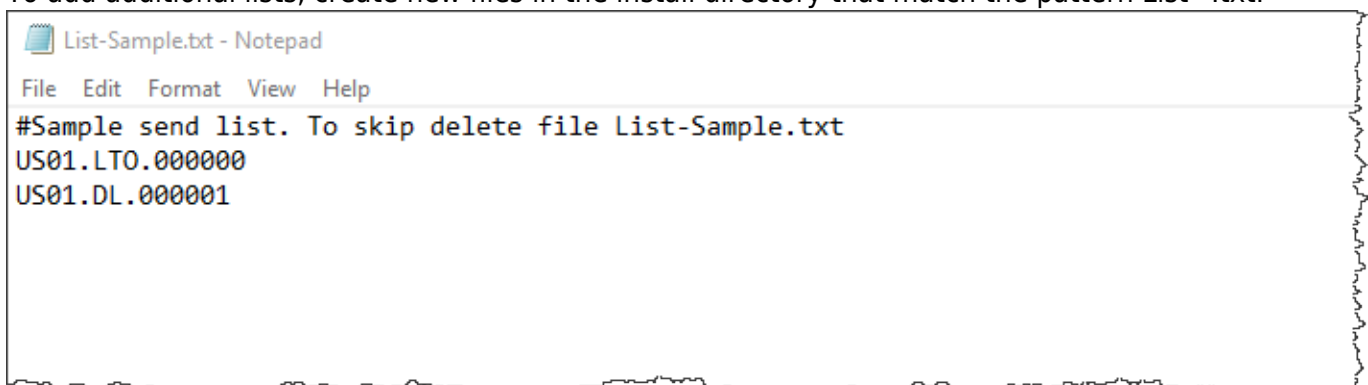 To add additional lists, create new files in the install directory that match the pattern:
List-Sample.txt - Notepad
File Edit Format View Help
#Sample send list. To skip delete file List-Sample.txt
US01.LTO.000000
US01.DL.000001